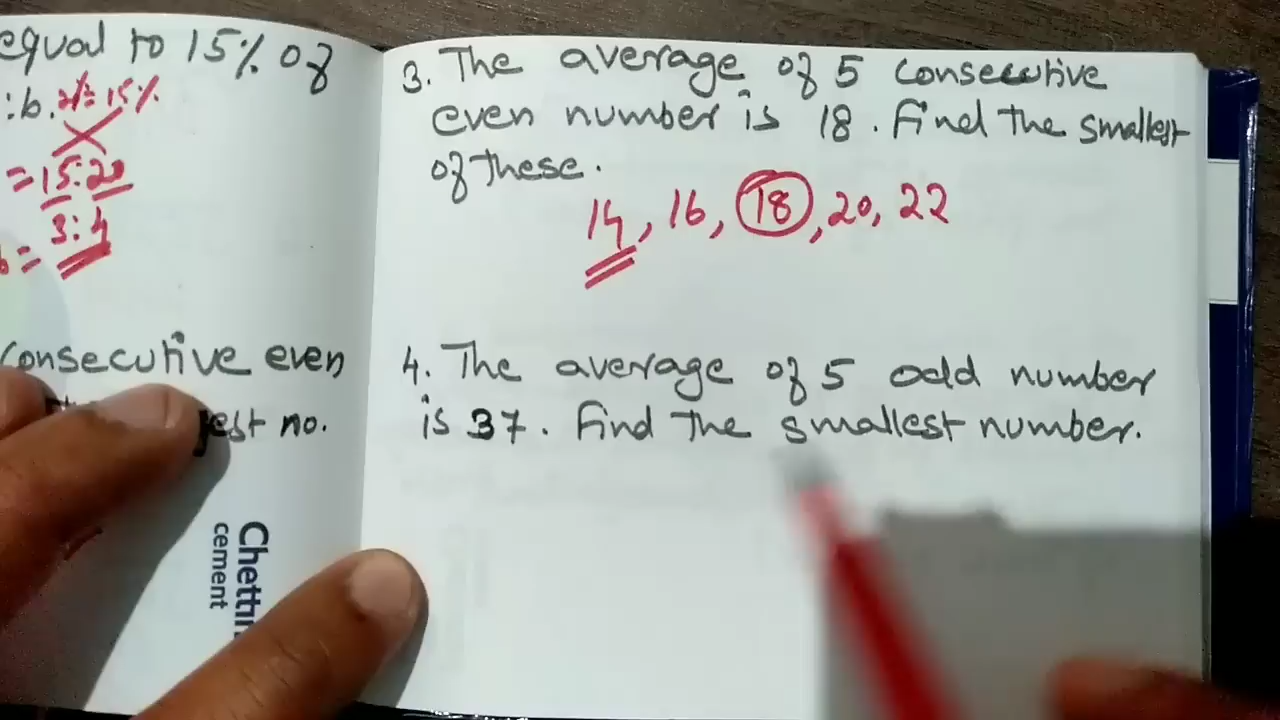 equal to 15% of
:b.
= 15:20
3:4
consecutive even
no.
Chetti
cement
3. The average of 5 consecutive
even number is 18. Find the smallest
of these.
14, 16, 18, 20, 22
4. The average of 5 odd number
is 37. Find the smallest number.